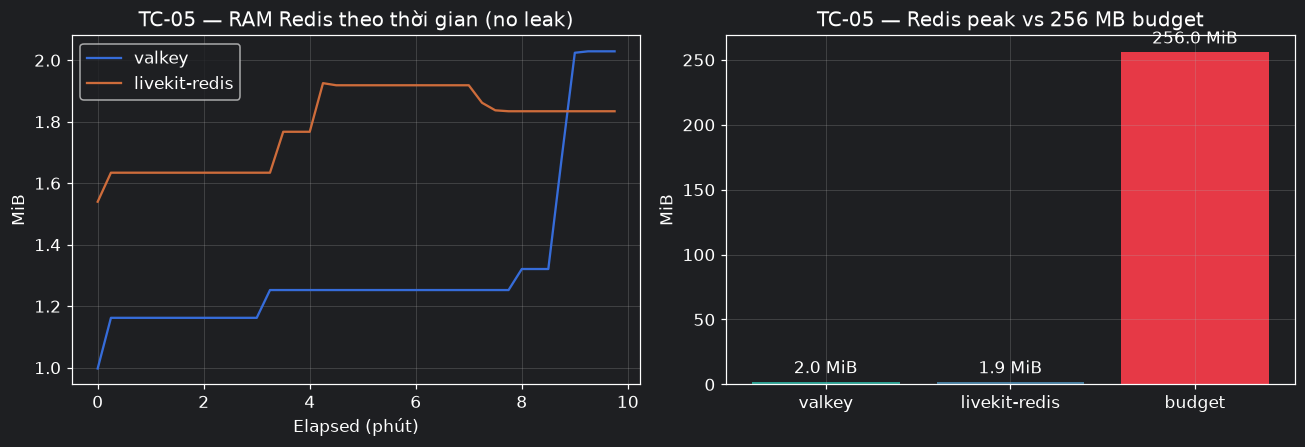 TC-05 — RAM Redis theo thời gian (no leak)
valkey
livekit-redis
MiB
2.0
1.8
1.6
1.4
1.2
1.0
0 2 4 6 8 10
Elapsed (phút)
TC-05 — Redis peak vs 256 MB budget
256.0 MiB
MiB
250
200
150
100
50
0
2.0 MiB
1.9 MiB
valkey livekit-redis budget